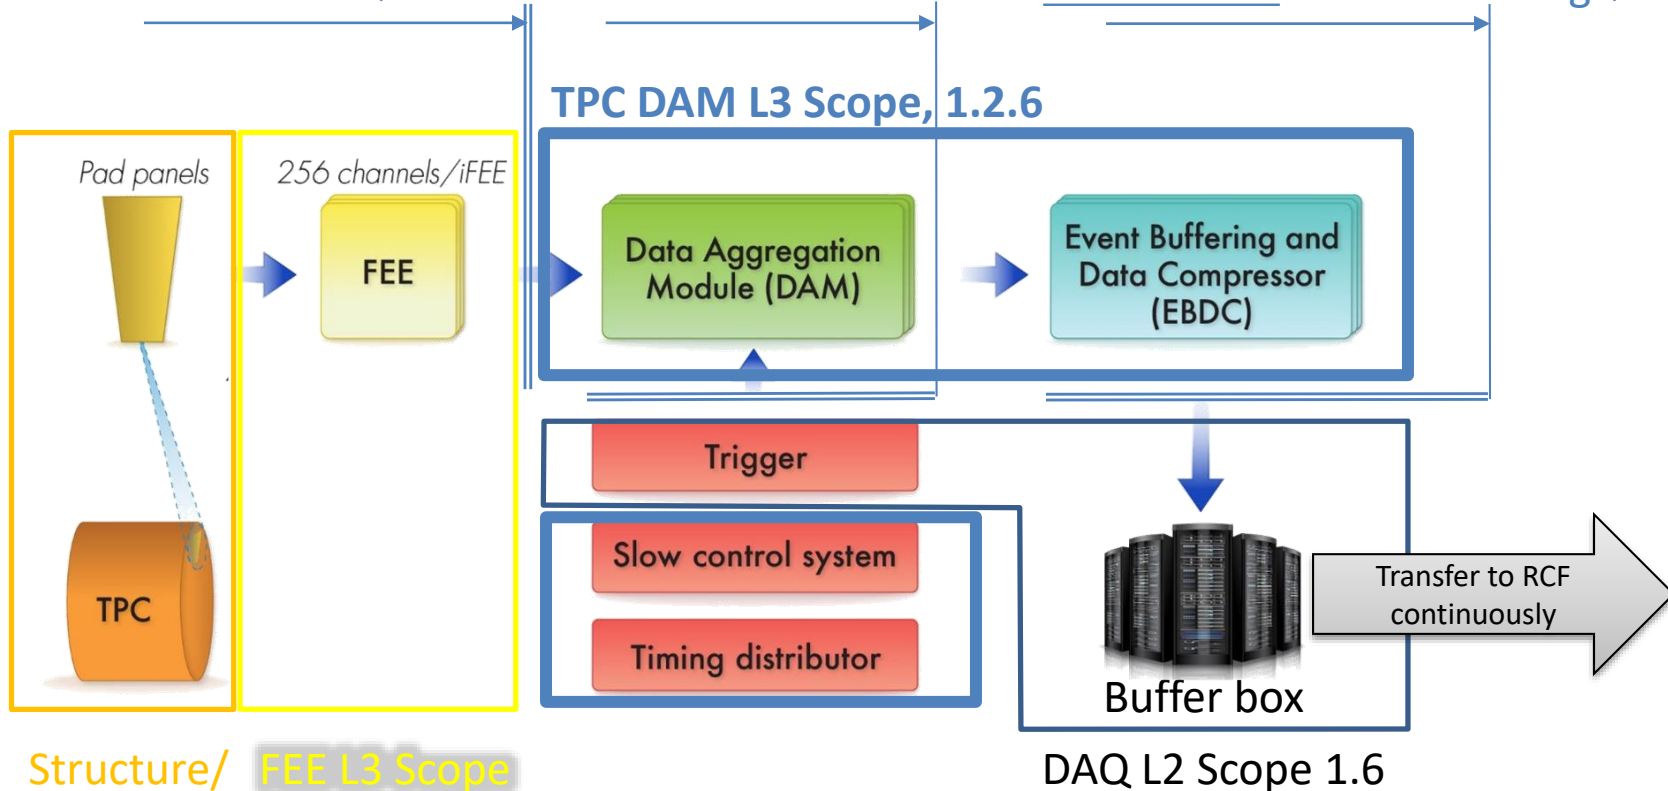 TPC DAM L3 Scope, 1.2.6
Pad panels
256 channels/iFEE
FEE
Data Aggregation
Module (DAM)
Event Buffering and
Data Compressor
(EBDC)
Trigger
Slow control system
Timing distributor
TPC
Buffer box
Transfer to RCF
continuously
Structure/
FEE L3 Scope
DAQ L2 Scope 1.6